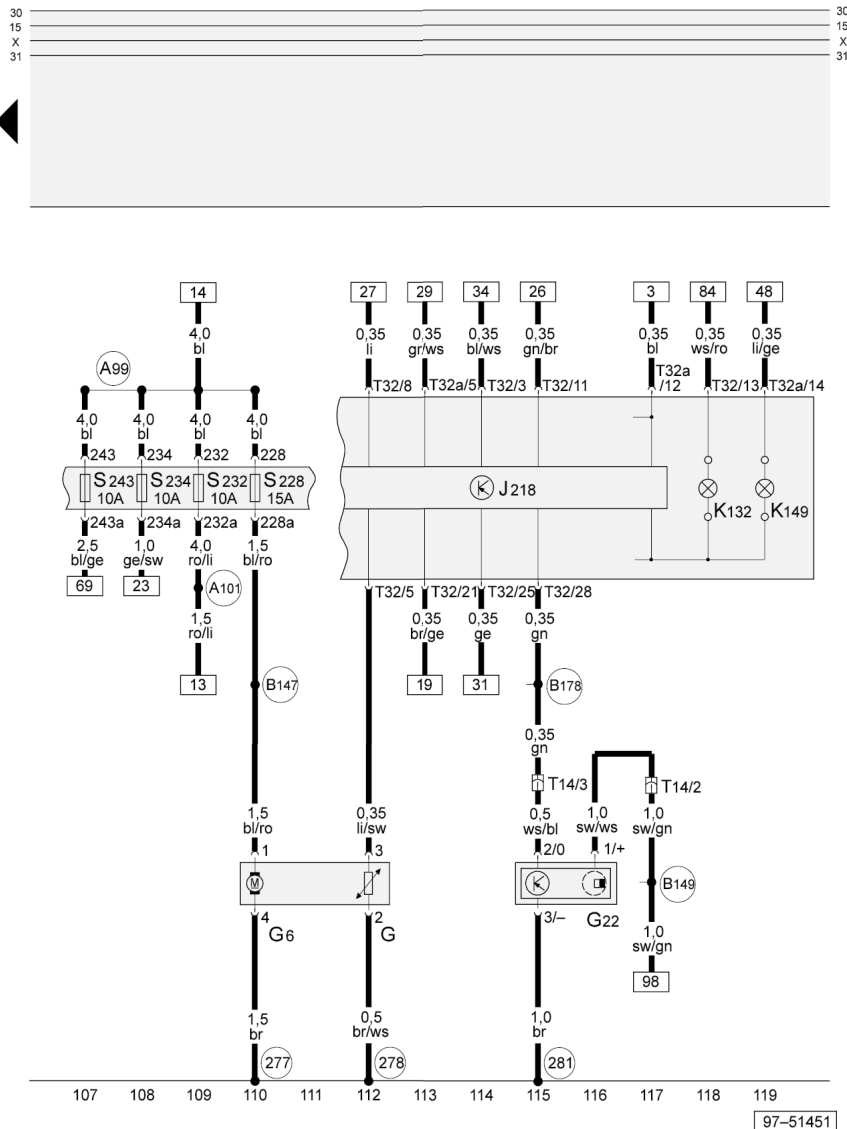 30 30
15 15
X X
31 31
14 27 29 34 26 3 84 48
4,0 0,35 0,35 0,35 0,35 0,35 0,35 0,35
bl li gr/ws bl/ws gn/br bl ws/ro li/ge
A99 T32a
T32/8 T32a/5 T32/3 T32/11 /12 T32/13 T32a/14
4,0 4,0 4,0 4,0
bl bl bl bl
243 234 232 228
S243 S234 S232 S228 J218
10A 10A 10A 15A K132 K149
243a 234a 232a 228a
2,5 1,0 4,0 1,5
bl/ge ge/sw ro/li bl/ro
69 23 A101 T32/5 T32/21 T32/25 T32/28
1,5 0,35 0,35 0,35
ro/li br/ge ge gn
13 B147 19 31 B178
0,35
gn
T14/3 T14/2
1,5 0,35 0,5 1,0 1,0
bl/ro li/sw ws/bl sw/ws sw/gn
1 3 2/0 1/+
M B149
4 2 3/– G22
G6 G
1,0
sw/gn
98
1,5 0,5 1,0
br br/ws br
277 278 281
107 108 109 110 111 112 113 114 115 116 117 118 119
97–51451